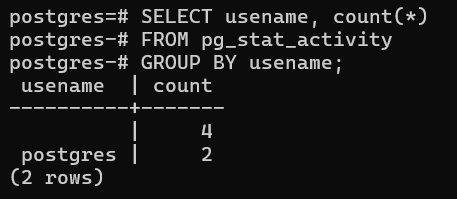 postgres=# SELECT usename, count(*)
postgres-# FROM pg_stat_activity
postgres-# GROUP BY usename;
 usename  | count
----------+-------
          |     4
 postgres |     2
(2 rows)